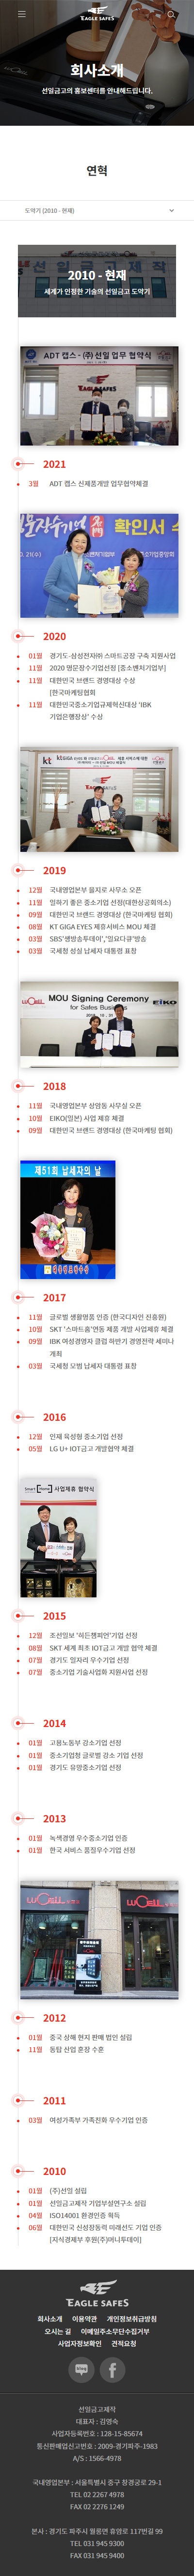 EAGLE SAFES
회사소개
선일금고의 홍보센터를 안내해드립니다.
연혁
도약기 (2010 - 현재)
2010 - 현재
세계가 인정한 기술의 선일금고 도약기
ADT 캡스 - (주)선일 업무 협약식
EAGLE SAFES
2021
3월 ADT 캡스 신제품개발 업무협약체결
2020
01월 경기도-삼성전자㈜ 스마트공장 구축 지원사업
11월 2020 명문장수기업선정 [중소벤처기업부]
11월 대한민국 브랜드 경영대상 수상
[한국마케팅협회
11월 대한민국중소기업규제혁신대상 'IBK
기업은행장상' 수상
2019
12월 국내영업본부 을지로 사무소 오픈
11월 일하기 좋은 중소기업 선정(대한상공회의소)
09월 대한민국 브랜드 경영대상 (한국마케팅 협회)
08월 KT GIGA EYES 제휴서비스 MOU 체결
03월 SBS'생방송투데이','일요다큐'방송
03월 국세청 성실 납세자 대통령 표창
MOU Signing Ceremony
for Safes Business
EIKO
2018
11월 국내영업본부 상암동 사무실 오픈
10월 EIKO(일본) 사업 제휴 체결
09월 대한민국 브랜드 경영대상 (한국마케팅 협회)
제51회 납세자의 날
2017
11월 글로벌 생활명품 인증 (한국디자인 진흥원)
10월 SKT '스마트홈'연동 제품 개발 사업제휴 체결
09월 IBK 여성경영자 클럽 하반기 경영전략 세미나
개최
03월 국세청 모범 납세자 대통령 표창
2016
12월 인재 육성형 중소기업 선정
05월 LG U+ IOT금고 개발협약 체결
사업제휴 협약식
2015
12월 조선일보 '히든챔피언'기업 선정
08월 SKT 세계 최초 IOT금고 개발 협약 체결
07월 경기도 일자리 우수기업 선정
07월 중소기업 기술사업화 지원사업 선정
2014
01월 고용노동부 강소기업 선정
01월 중소기업청 글로벌 강소 기업 선정
01월 경기도 유망중소기업 선정
2013
01월 녹색경영 우수중소기업 인증
01월 한국 서비스 품질우수기업 선정
2012
01월 중국 상해 현지 판매 법인 설립
11월 동탑 산업 훈장 수훈
2011
03월 여성가족부 가족친화 우수기업 인증
2010
01월 (주)선일 설립
01월 선일금고제작 기업부설연구소 설립
04월 ISO14001 환경인증 획득
06월 대한민국 신성장동력 미래선도 기업 인증
[지식경제부 후원(주)머니투데이]
EAGLE SAFES
회사소개 이용약관 개인정보취급방침
오시는 길 이메일주소무단수집거부
사업자정보확인 견적요청
선일금고제작
대표자 : 김영숙
사업자등록번호 : 128-15-85674
통신판매업신고번호 : 2009-경기파주-1983
A/S : 1566-4978
국내영업본부 : 서울특별시 중구 창경궁로 29-1
TEL 02 2267 4978
FAX 02 2276 1249
본사 : 경기도 파주시 월롱면 휴암로 117번길 99
TEL 031 945 9300
FAX 031 945 9400